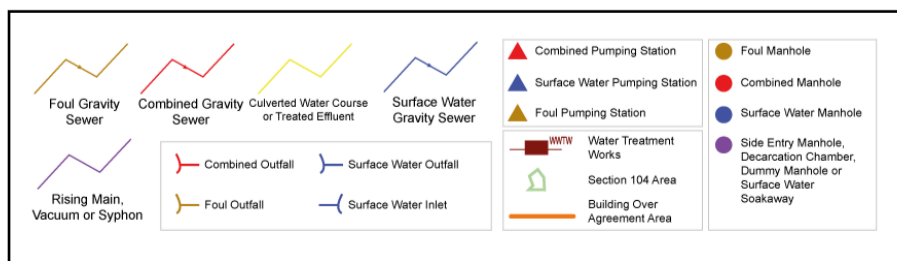 Foul Gravity
Sewer
Combined Gravity
Sewer
Culverted Water Course
or Treated Effluent
Surface Water
Gravity Sewer
Rising Main,
Vacuum or Syphon
Combined Outfall
Surface Water Outfall
Foul Outfall
Surface Water Inlet
Combined Pumping Station
Surface Water Pumping Station
Foul Pumping Station
WWTW
Water Treatment
Works
Section 104 Area
Building Over
Agreement Area
Foul Manhole
Combined Manhole
Surface Water Manhole
Side Entry Manhole,
Decarcation Chamber,
Dummy Manhole or
Surface Water
Soakaway